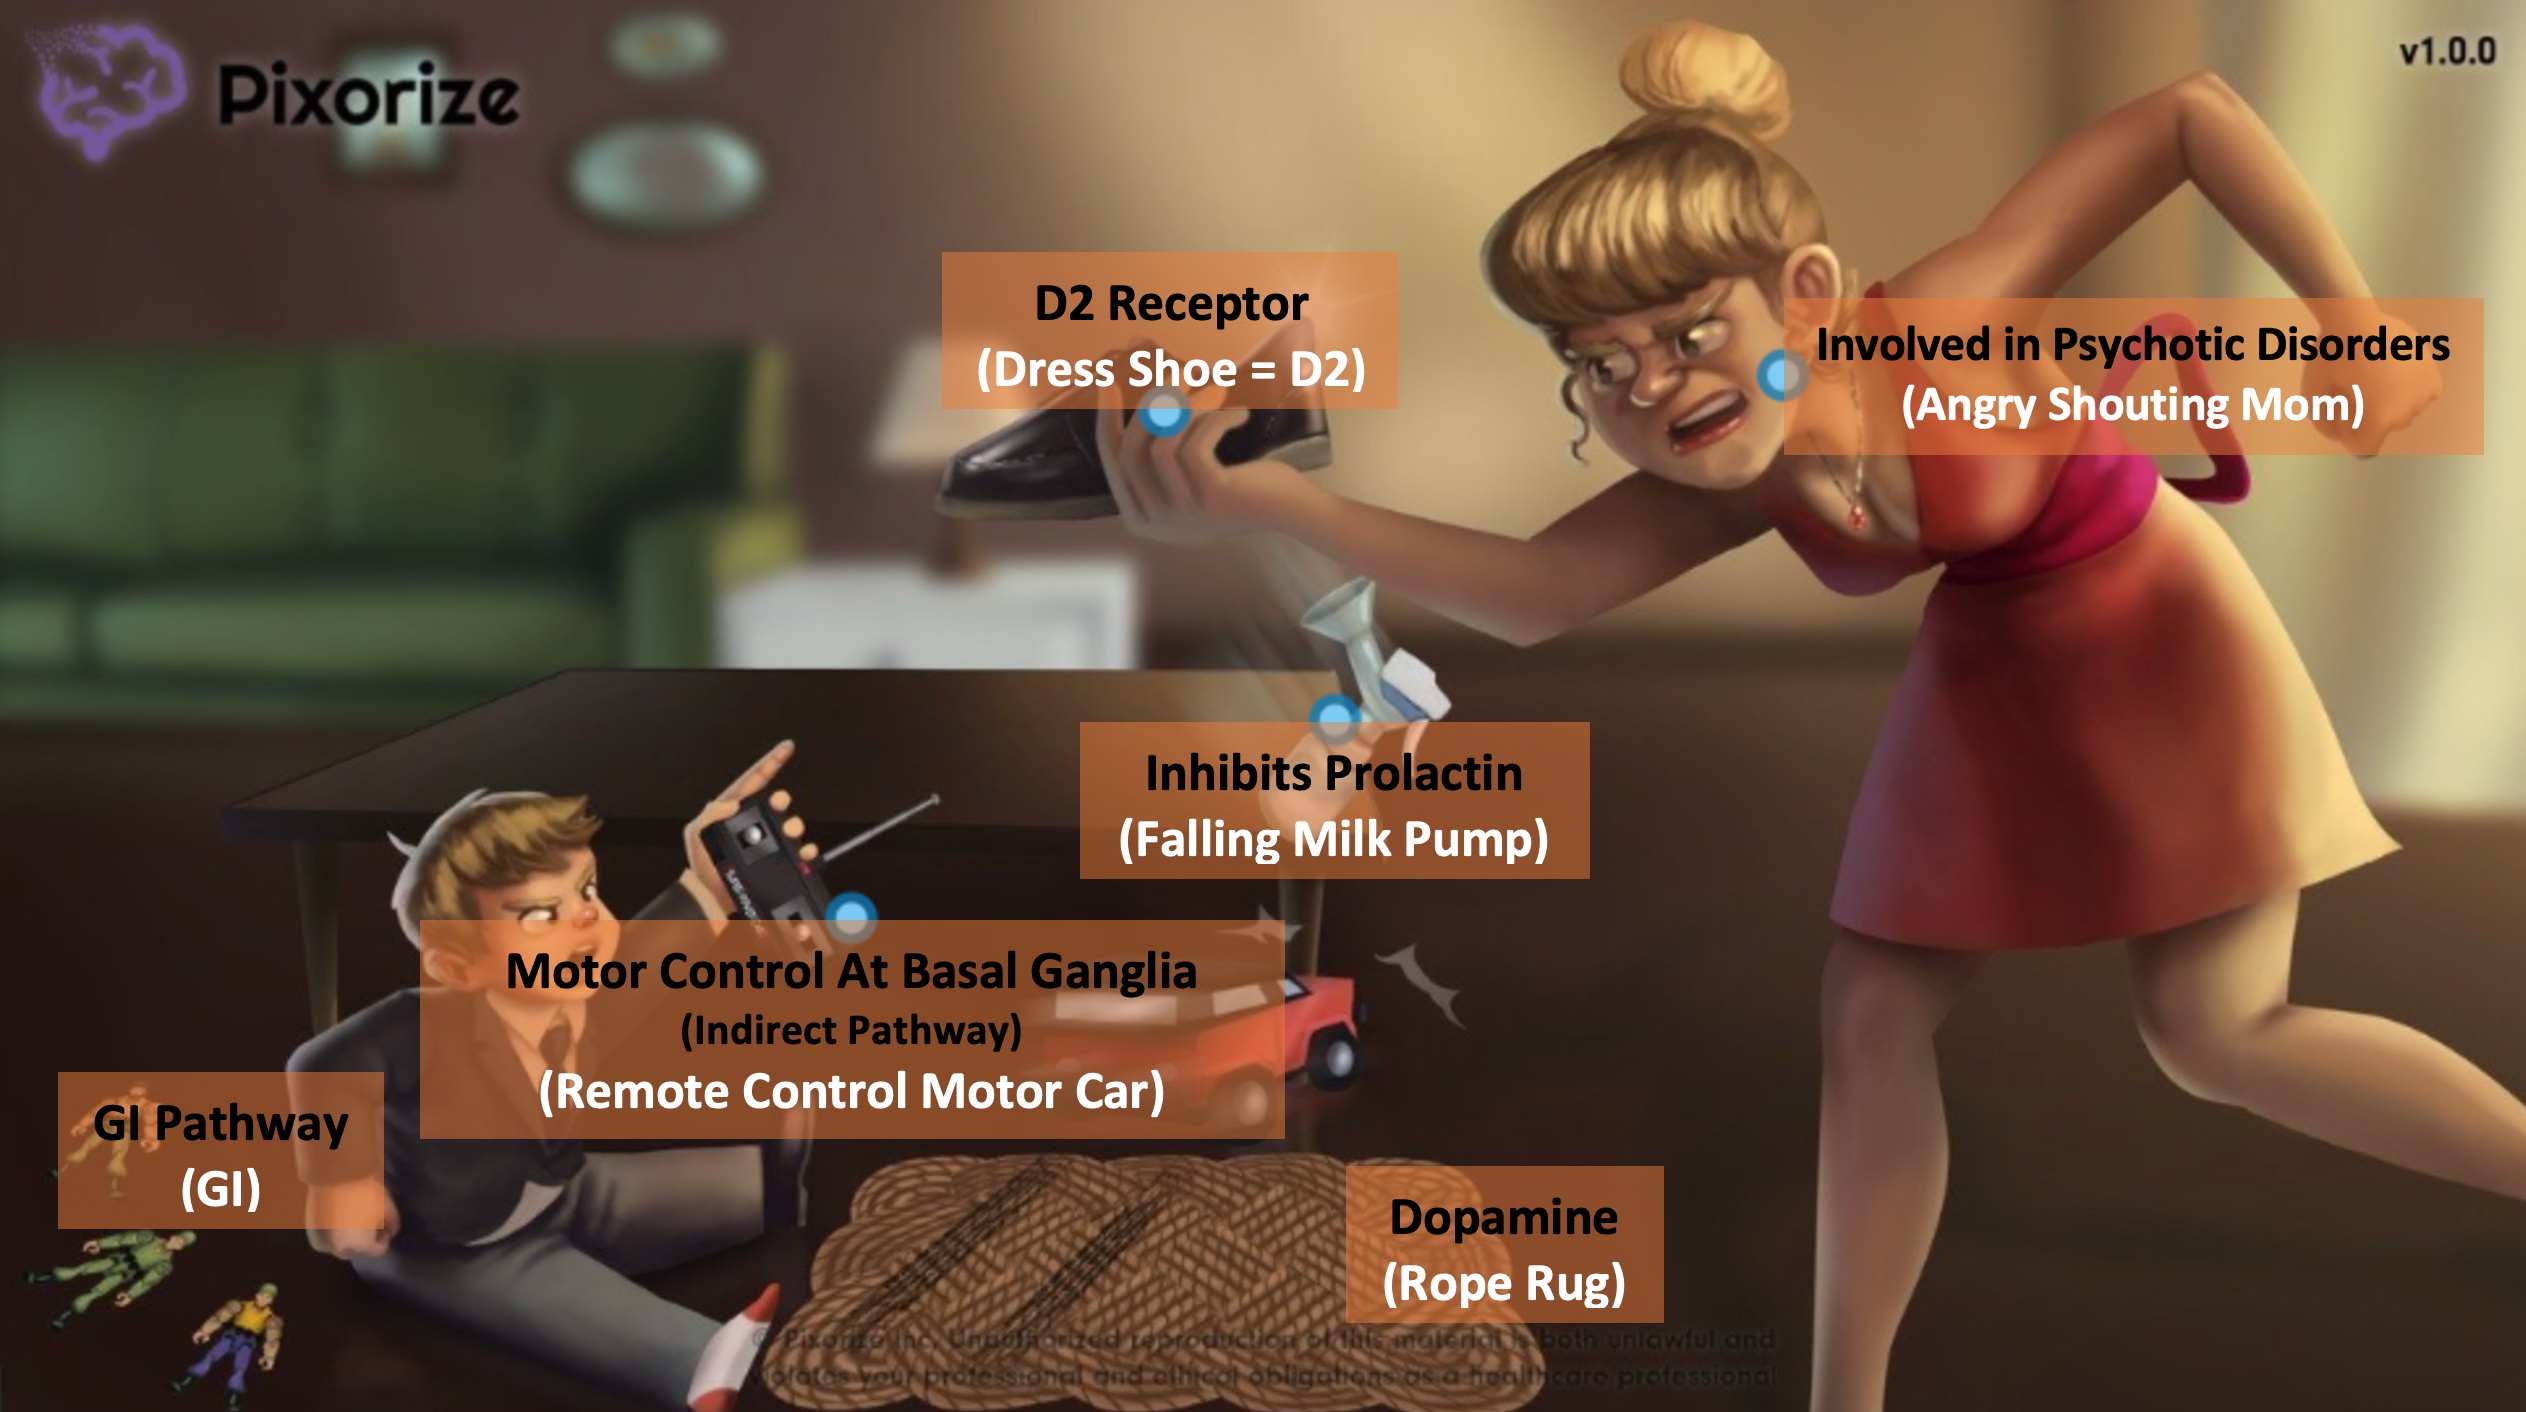 Pixorize
v1.0.0
D2 Receptor
(Dress Shoe = D2)
Involved in Psychotic Disorders
(Angry Shouting Mom)
Inhibits Prolactin
(Falling Milk Pump)
Motor Control At Basal Ganglia
(Indirect Pathway)
(Remote Control Motor Car)
GI Pathway
(GI)
Dopamine
(Rope Rug)
© Pixorize Inc. Unauthorized reproduction of this material is both unlawful and
violates your professional and ethical obligations as a healthcare professional